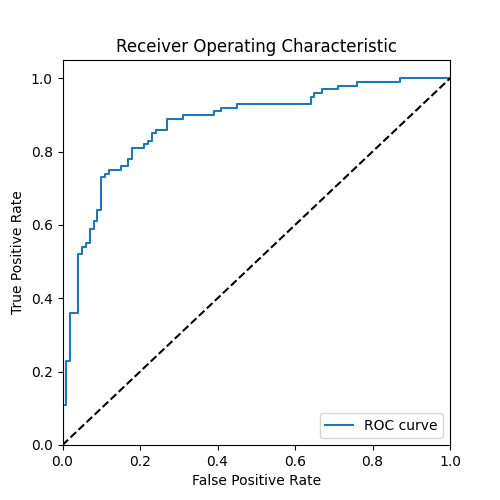 Receiver Operating Characteristic
True Positive Rate
1.0
0.8
0.6
0.4
0.2
0.0
ROC curve
0.0 0.2 0.4 0.6 0.8 1.0
False Positive Rate